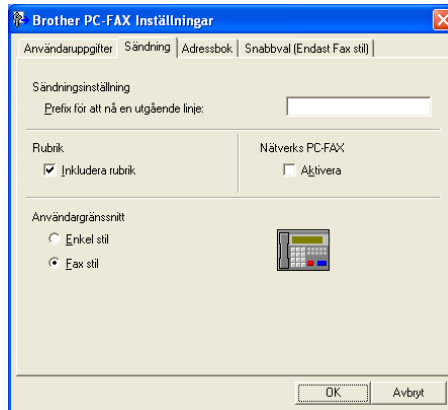 Brother PC-FAX Inställningar
Användaruppgifter Sändning Adressbok Snabbval (Endast Fax stil)
Sändningsinställning
Prefix för att nå en utgående linje:
Rubrik
Inkludera rubrik
Nätverks PC-FAX
Aktivera
Användargränssnitt
Enkel stil
Fax stil
OK Avbryt